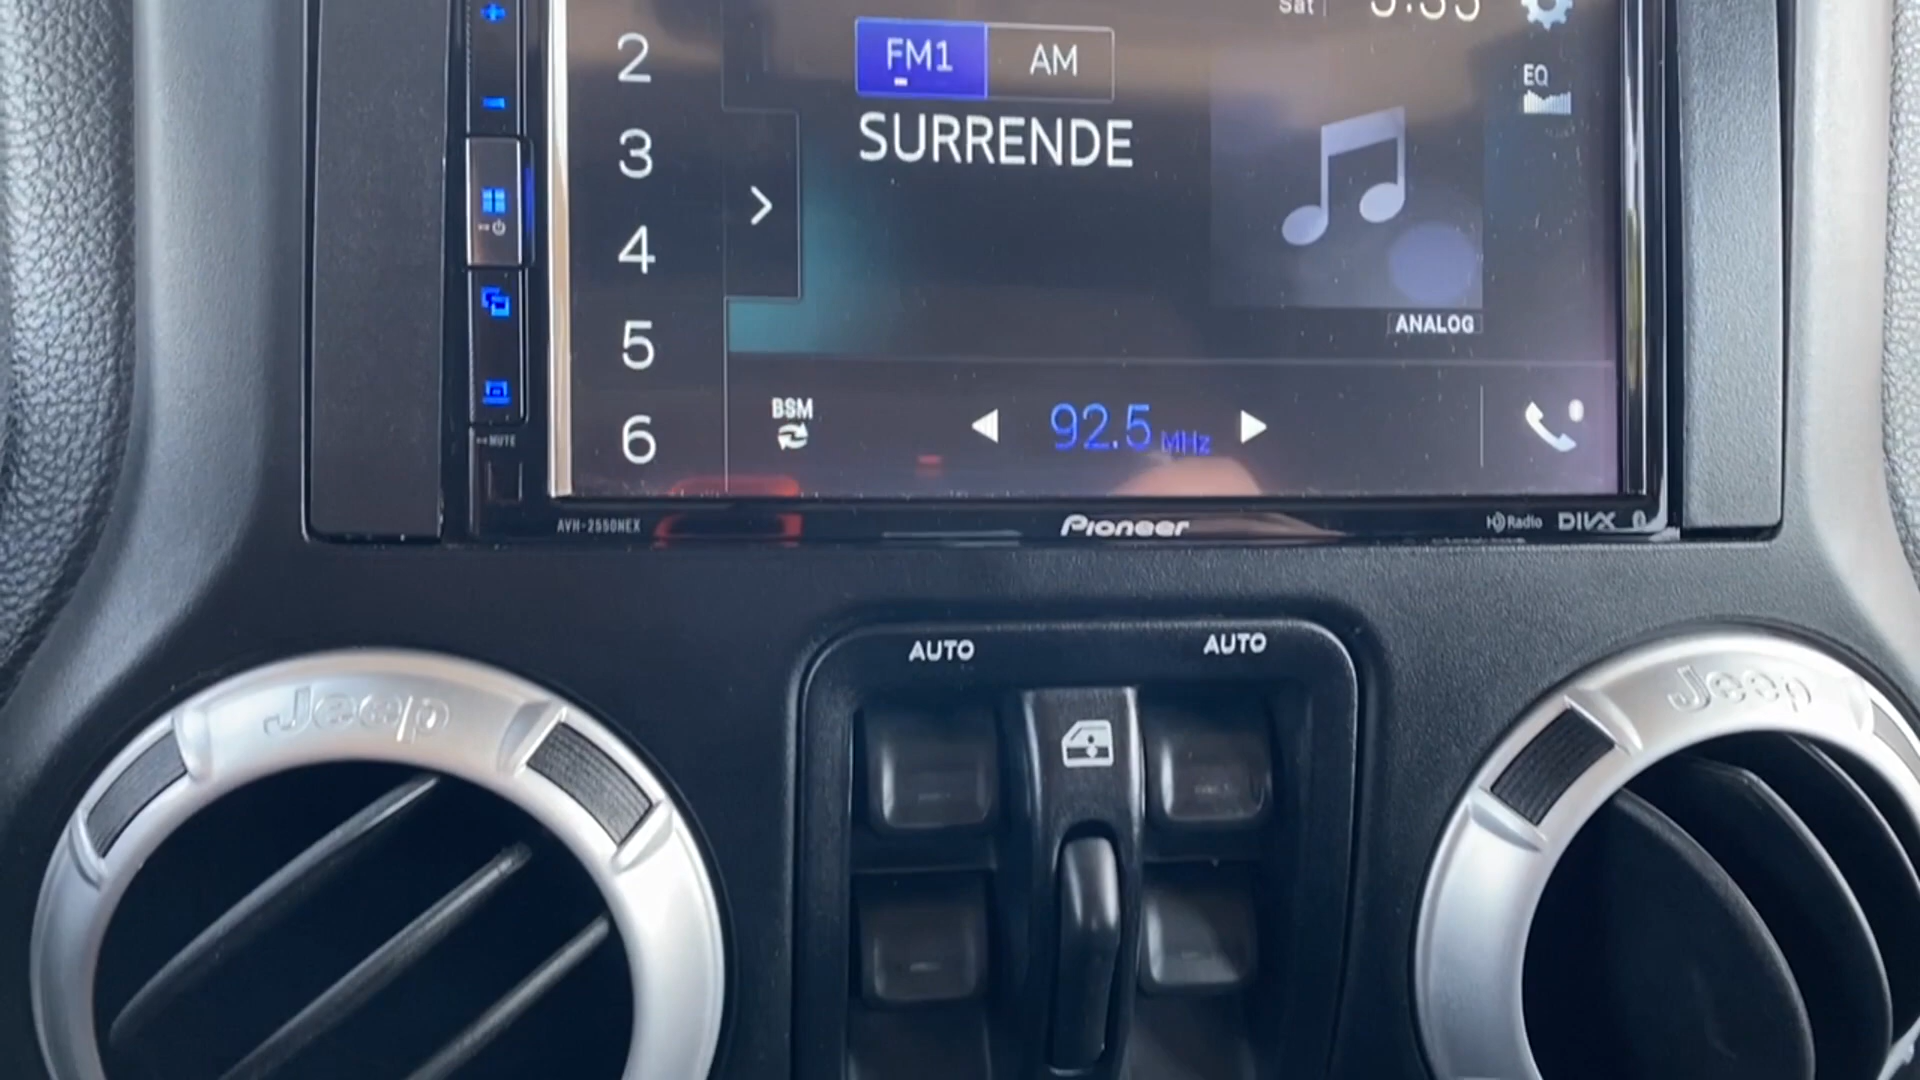 Sat
2
FM1 AM
EQ
SURRENDE
3
4
5
ANALOG
6
BSM
92.5 MHz
MUTE
AVH-2550NEX
Pioneer
HD Radio DIVX
AUTO AUTO
Jeep Jeep